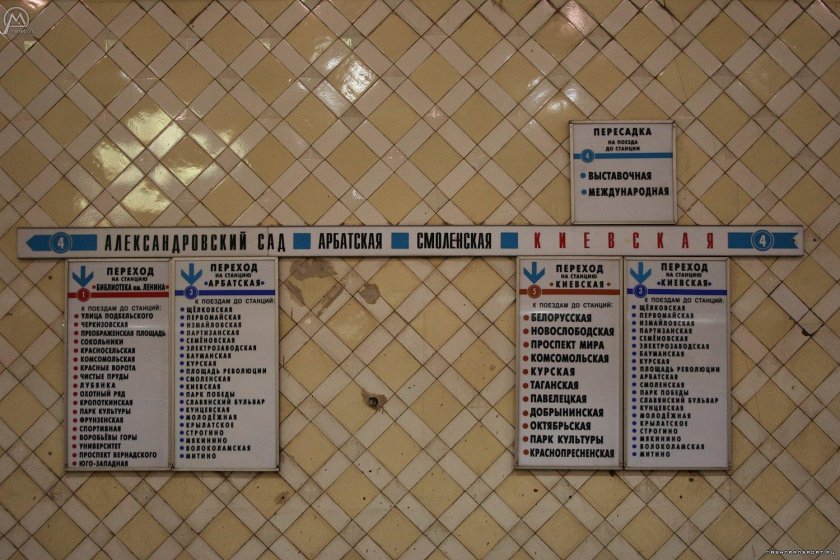 М
ПЕРЕСАДКА
НА ПОЕЗДА
ДО СТАНЦИИ
4
ВЫСТАВОЧНАЯ
МЕЖДУНАРОДНАЯ
4 АЛЕКСАНДРОВСКИЙ САД АРБАТСКАЯ СМОЛЕНСКАЯ КИЕВСКАЯ 4
ПЕРЕХОД
НА СТАНЦИЮ
"БИБЛИОТЕКА ИМ. ЛЕНИНА"
1
К ПОЕЗДАМ ДО СТАНЦИЙ:
УЛИЦА ПОДБЕЛЬСКОГО
ЧЕРКИЗОВСКАЯ
ПРЕОБРАЖЕНСКАЯ ПЛОЩАДЬ
СОКОЛЬНИКИ
КРАСНОСЕЛЬСКАЯ
КОМСОМОЛЬСКАЯ
КРАСНЫЕ ВОРОТА
ЧИСТЫЕ ПРУДЫ
ЛУБЯНКА
ОХОТНЫЙ РЯД
КРОПОТКИНСКАЯ
ПАРК КУЛЬТУРЫ
ФРУНЗЕНСКАЯ
СПОРТИВНАЯ
ВОРОБЬЁВЫ ГОРЫ
УНИВЕРСИТЕТ
ПРОСПЕКТ ВЕРНАДСКОГО
ЮГО-ЗАПАДНАЯ
ПЕРЕХОД
НА СТАНЦИЮ
"АРБАТСКАЯ"
3
К ПОЕЗДАМ ДО СТАНЦИЙ:
ЩЁЛКОВСКАЯ
ПЕРВОМАЙСКАЯ
ИЗМАЙЛОВСКАЯ
ПАРТИЗАНСКАЯ
СЕМЁНОВСКАЯ
ЭЛЕКТРОЗАВОДСКАЯ
БАУМАНСКАЯ
КУРСКАЯ
ПЛОЩАДЬ РЕВОЛЮЦИИ
СМОЛЕНСКАЯ
КИЕВСКАЯ
ПАРК ПОБЕДЫ
СЛАВЯНСКИЙ БУЛЬВАР
КУНЦЕВСКАЯ
МОЛОДЁЖНАЯ
КРЫЛАТСКОЕ
СТРОГИНО
МЯКИНИНО
ВОЛОКОЛАМСКАЯ
МИТИНО
ПЕРЕХОД
НА СТАНЦИЮ
"КИЕВСКАЯ"
5
К ПОЕЗДАМ ДО СТАНЦИЙ:
БЕЛОРУССКАЯ
НОВОСЛОБОДСКАЯ
ПРОСПЕКТ МИРА
КОМСОМОЛЬСКАЯ
КУРСКАЯ
ТАГАНСКАЯ
ПАВЕЛЕЦКАЯ
ДОБРЫНИНСКАЯ
ОКТЯБРЬСКАЯ
ПАРК КУЛЬТУРЫ
КРАСНОПРЕСНЕНСКАЯ
ПЕРЕХОД
НА СТАНЦИЮ
"КИЕВСКАЯ"
3
К ПОЕЗДАМ ДО СТАНЦИЙ:
ЩЁЛКОВСКАЯ
ПЕРВОМАЙСКАЯ
ИЗМАЙЛОВСКАЯ
ПАРТИЗАНСКАЯ
СЕМЁНОВСКАЯ
ЭЛЕКТРОЗАВОДСКАЯ
БАУМАНСКАЯ
КУРСКАЯ
ПЛОЩАДЬ РЕВОЛЮЦИИ
АРБАТСКАЯ
СМОЛЕНСКАЯ
ПАРК ПОБЕДЫ
СЛАВЯНСКИЙ БУЛЬВАР
КУНЦЕВСКАЯ
МОЛОДЁЖНАЯ
КРЫЛАТСКОЕ
СТРОГИНО
МЯКИНИНО
ВОЛОКОЛАМСКАЯ
МИТИНО
NASHTRANSPORT.RU